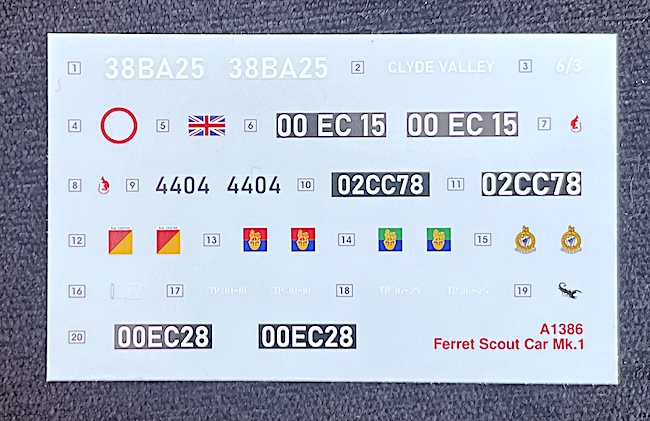 1 38BA25 38BA25 2 CLYDE VALLEY 3 6/3
4 5 6 00 EC 15 00 EC 15 7
8 9 4404 4404 10 02CC78 11 02CC78
12 13 14 15
16 17 18 19
20 00EC28 00EC28
A1386
Ferret Scout Car Mk.1